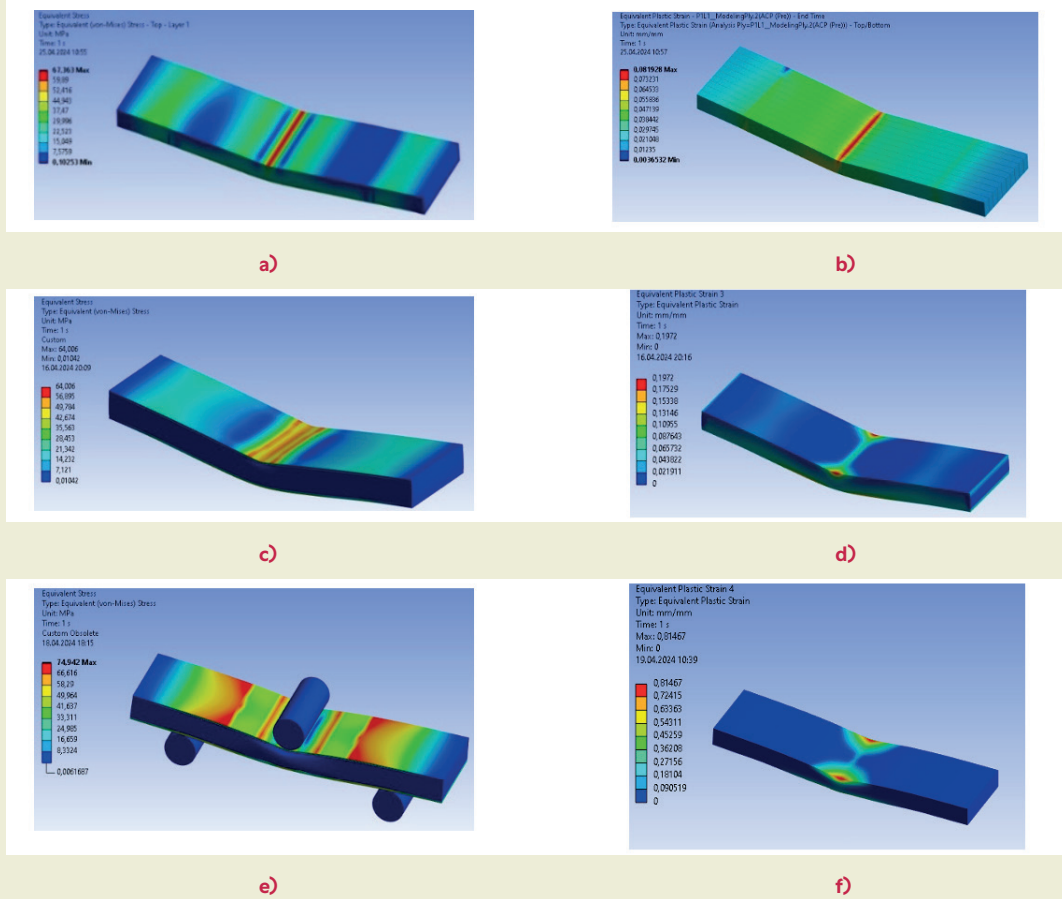 Equivalent Stress
Type: Equivalent (von-Mises) Stress - Top - Layer 1
Unit: MPa
Time: 1 s
25.04.2024 10:55
67,363 Max
59,89
52,416
44,943
37,47
29,996
22,523
15,049
7,5758
0,10253 Min
a)
Equivalent Plastic Strain - P1L1__ModelingPly.2(ACP (Pre)) - End Time
Type: Equivalent Plastic Strain (Analysis Ply=P1L1__ModelingPly.2(ACP (Pre))) - Top/Bottom
Unit: mm/mm
Time: 1 s
25.04.2024 10:57
0,081928 Max
0,073231
0,064533
0,055836
0,047139
0,038442
0,029745
0,021048
0,01235
0,0036532 Min
b)
Equivalent Stress
Type: Equivalent (von-Mises) Stress
Unit: MPa
Time: 1 s
Custom
Max: 64,006
Min: 0,01042
16.04.2024 20:09
64,006
56,895
49,784
42,674
35,563
28,453
21,342
14,232
7,121
0,01042
c)
Equivalent Plastic Strain 3
Type: Equivalent Plastic Strain
Unit: mm/mm
Time: 1 s
Max: 0,1972
Min: 0
16.04.2024 20:16
0,1972
0,17529
0,15338
0,13146
0,10955
0,087643
0,065732
0,043822
0,021911
0
d)
Equivalent Stress
Type: Equivalent (von-Mises) Stress
Unit: MPa
Time: 1 s
Custom Obsolete
18.04.2024 18:15
74,942 Max
66,616
58,29
49,964
41,637
33,311
24,985
16,659
8,3324
0,0061687
e)
Equivalent Plastic Strain 4
Type: Equivalent Plastic Strain
Unit: mm/mm
Time: 1 s
Max: 0,81467
Min: 0
19.04.2024 10:39
0,81467
0,72415
0,63363
0,54311
0,45259
0,36208
0,27156
0,18104
0,090519
0
f)